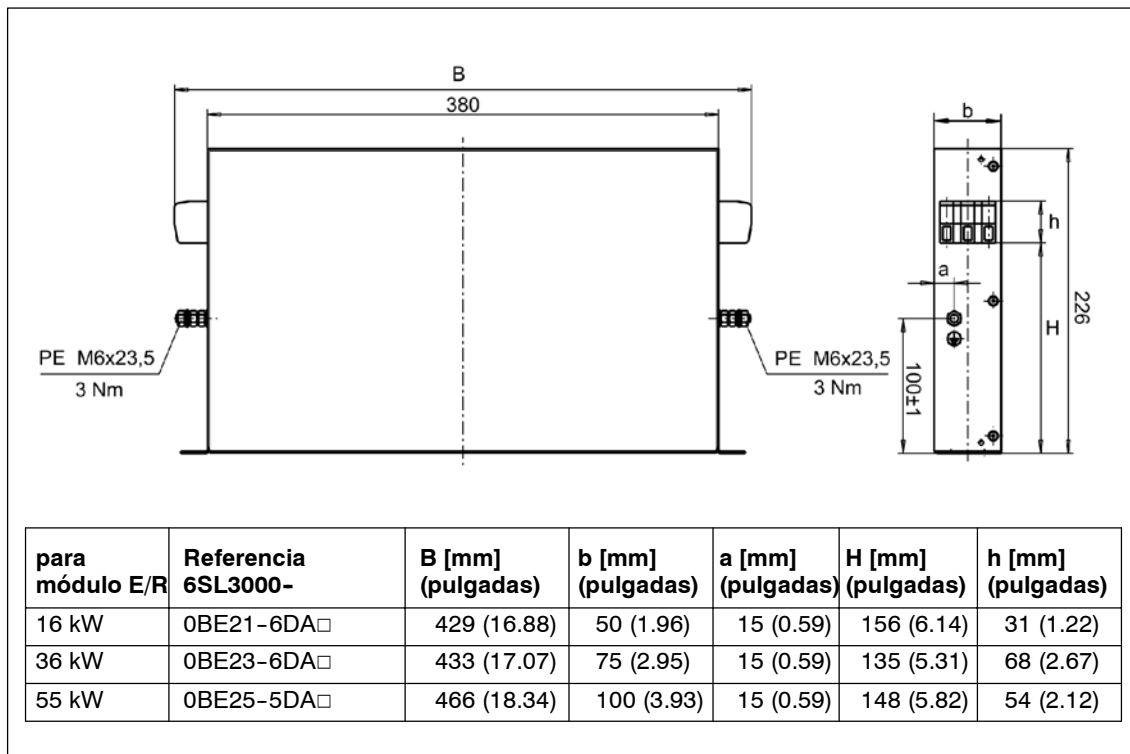 B
380
b
h
a
226
H
100±1
PE M6x23,5
3 Nm
PE M6x23,5
3 Nm
para módulo E/R Referencia 6SL3000- B [mm] (pulgadas) b [mm] (pulgadas) a [mm] (pulgadas) H [mm] (pulgadas) h [mm] (pulgadas)
16 kW 0BE21-6DA□ 429 (16.88) 50 (1.96) 15 (0.59) 156 (6.14) 31 (1.22)
36 kW 0BE23-6DA□ 433 (17.07) 75 (2.95) 15 (0.59) 135 (5.31) 68 (2.67)
55 kW 0BE25-5DA□ 466 (18.34) 100 (3.93) 15 (0.59) 148 (5.82) 54 (2.12)